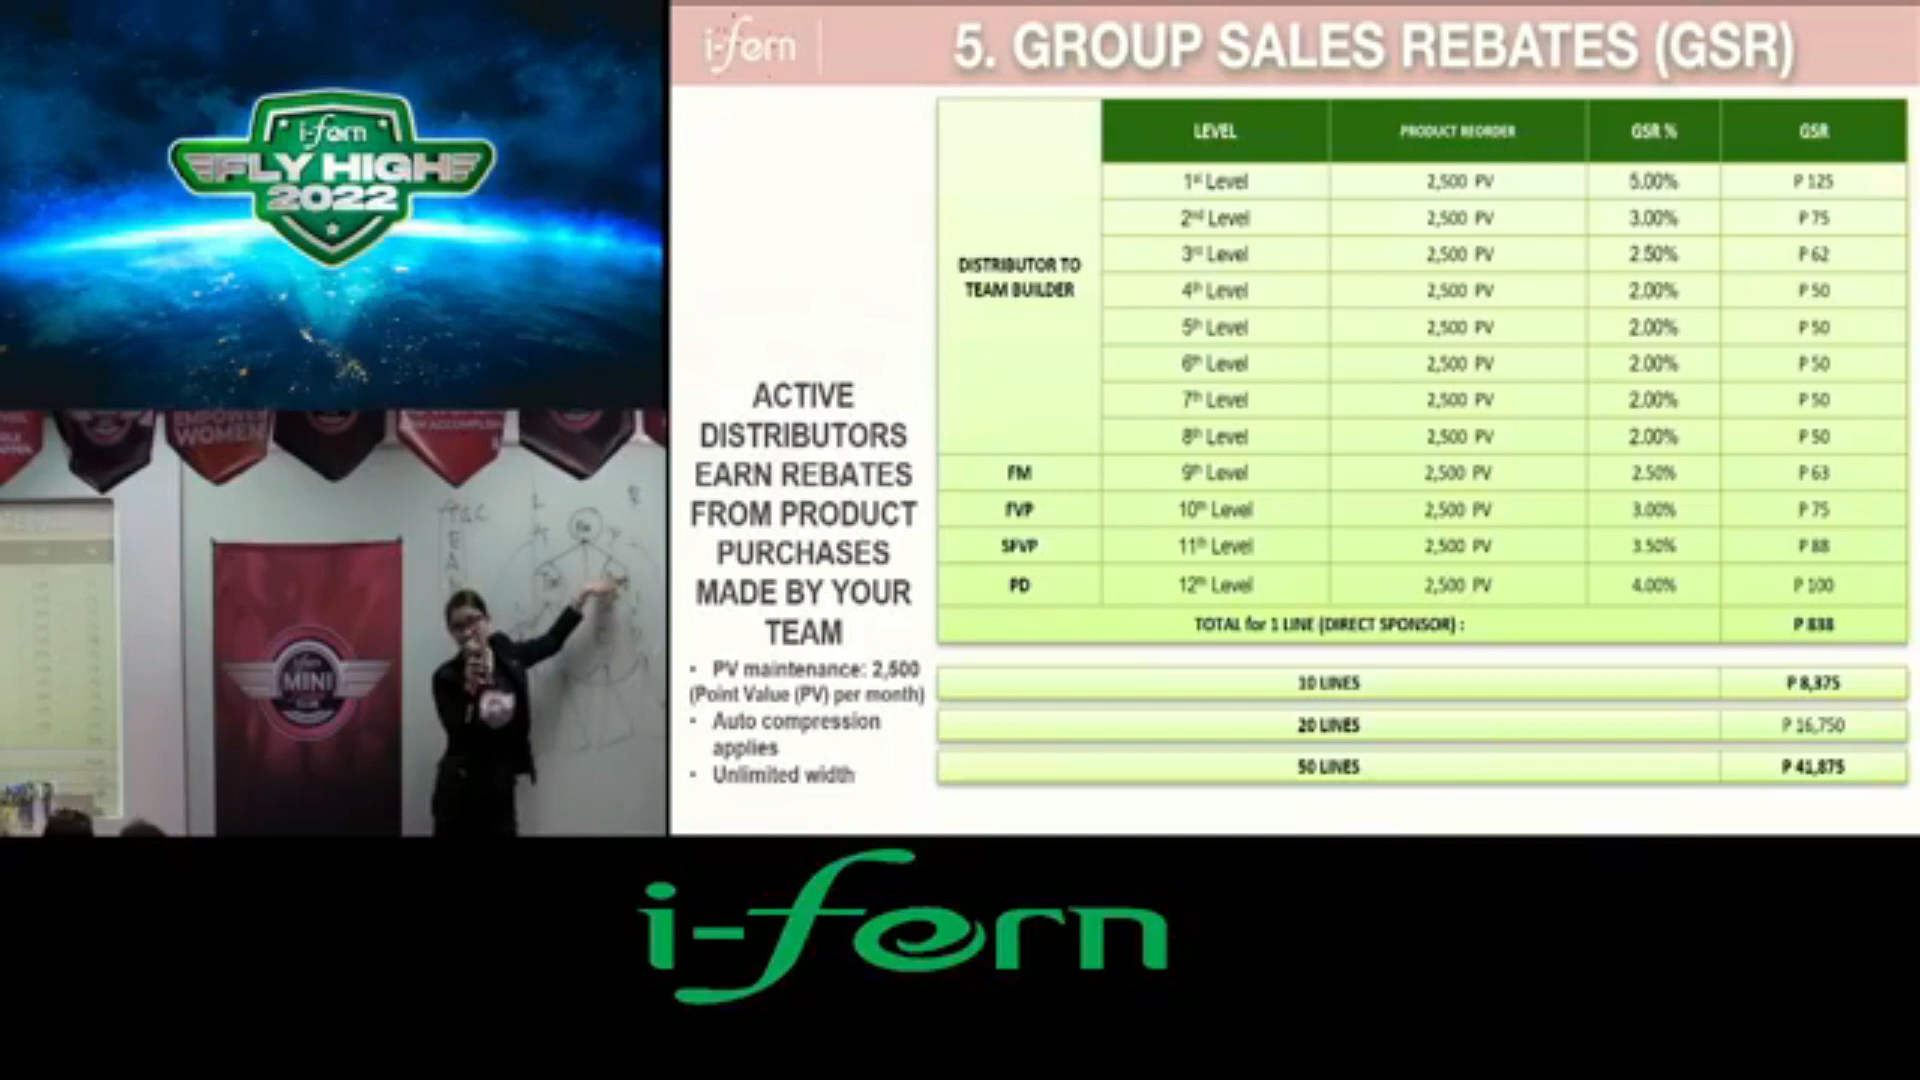 i-fern
FLY HIGH
2022
EMPOWER
WOMEN
i-fern
MINI
i-fern
5. GROUP SALES REBATES (GSR)
ACTIVE
DISTRIBUTORS
EARN REBATES
FROM PRODUCT
PURCHASES
MADE BY YOUR
TEAM
• PV maintenance: 2,500
(Point Value (PV) per month)
• Auto compression
applies
• Unlimited width
LEVEL PRODUCT REORDER GSR % GSR
DISTRIBUTOR TO
TEAM BUILDER
1st Level 2,500 PV 5.00% P 125
2nd Level 2,500 PV 3.00% P 75
3rd Level 2,500 PV 2.50% P 62
4th Level 2,500 PV 2.00% P 50
5th Level 2,500 PV 2.00% P 50
6th Level 2,500 PV 2.00% P 50
7th Level 2,500 PV 2.00% P 50
8th Level 2,500 PV 2.00% P 50
FM 9th Level 2,500 PV 2.50% P 63
FVP 10th Level 2,500 PV 3.00% P 75
SFVP 11th Level 2,500 PV 3.50% P 88
PD 12th Level 2,500 PV 4.00% P 100
TOTAL for 1 LINE (DIRECT SPONSOR) : P 838
10 LINES P 8,375
20 LINES P 16,750
50 LINES P 41,875
i-fern